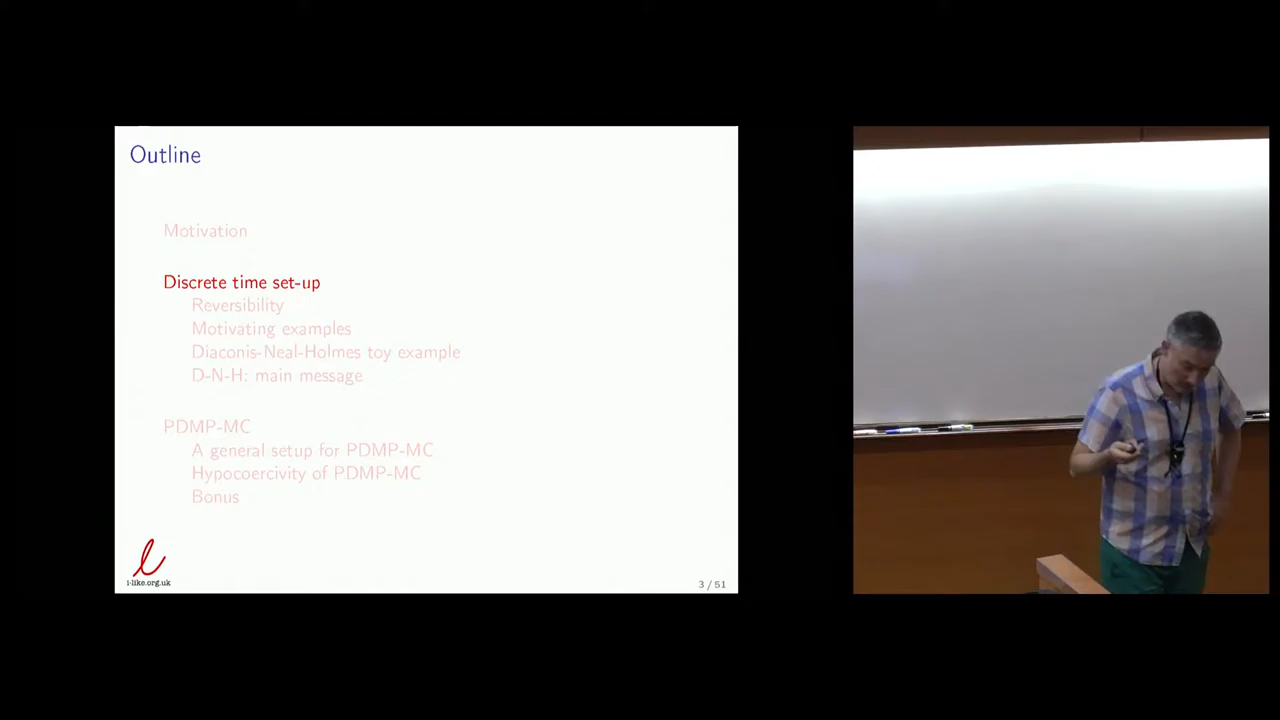 Outline
Motivation
Discrete time set-up
Reversibility
Motivating examples
Diaconis-Neal-Holmes toy example
D-N-H: main message
PDMP-MC
A general setup for PDMP-MC
Hypocoercivity of PDMP-MC
Bonus
l
i-like.org.uk
3 / 51